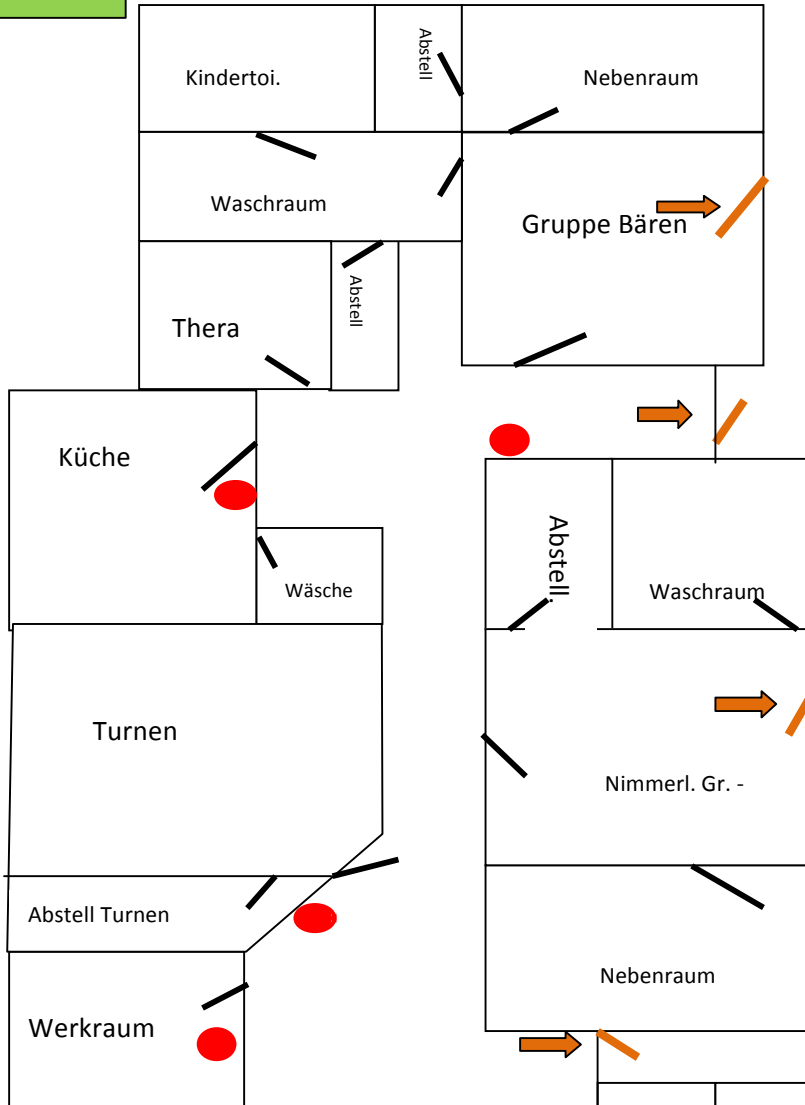 Kindertoi.
Abstell
Nebenraum
Waschraum
Gruppe Bären
Thera
Abstell
Küche
Abstell.
Wäsche
Waschraum
Turnen
Nimmerl. Gr. -
Abstell Turnen
Nebenraum
Werkraum